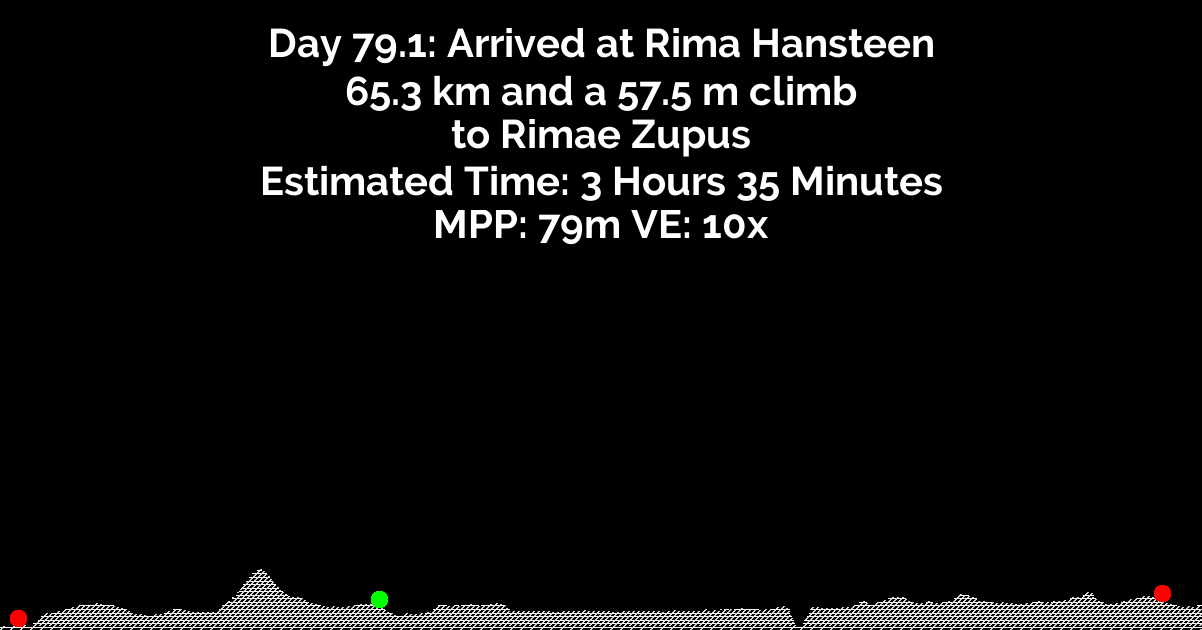 Day 79.1: Arrived at Rima Hansteen
65.3 km and a 57.5 m climb
to Rimae Zupus
Estimated Time: 3 Hours 35 Minutes
MPP: 79m VE: 10x